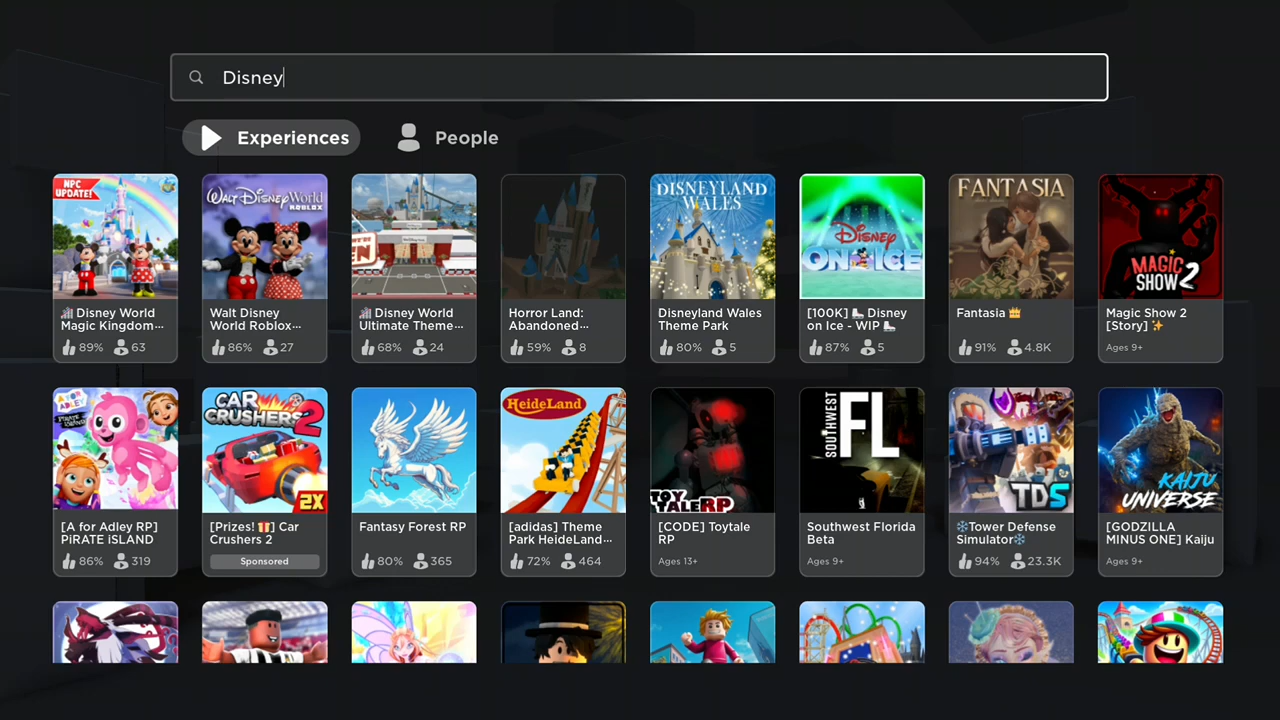 Disney
Experiences
People
NPC
UPDATE!
Walt Disney World
ROBLOX
DISNEYLAND
WALES
Disney
ON ICE
FANTASIA
MAGIC
SHOW 2
Disney World
Magic Kingdom...
Walt Disney
World Roblox...
Disney World
Ultimate Theme...
Horror Land:
Abandoned...
Disneyland Wales
Theme Park
[100K] ⛸️ Disney
on Ice - WIP ⛸️
Fantasia 👑
Magic Show 2
[Story] ✨
89% 63
86% 27
68% 24
59% 8
80% 5
87% 5
91% 4.8K
Ages 9+
A FOR
ADLEY
PIRATE ISLAND
CAR
CRUSHERS 2
2X
HEIDELAND
TOY
TALERP
SOUTHWEST
FL
TDS
KAIJU
UNIVERSE
[A for Adley RP]
PiRATE iSLAND
[Prizes! 🎁] Car
Crushers 2
Fantasy Forest RP
[adidas] Theme
Park HeideLand...
[CODE] Toytale
RP
Southwest Florida
Beta
❄️Tower Defense
Simulator❄️
[GODZILLA
MINUS ONE] Kaiju
86% 319
Sponsored
80% 365
72% 464
Ages 13+
Ages 9+
94% 23.3K
Ages 9+